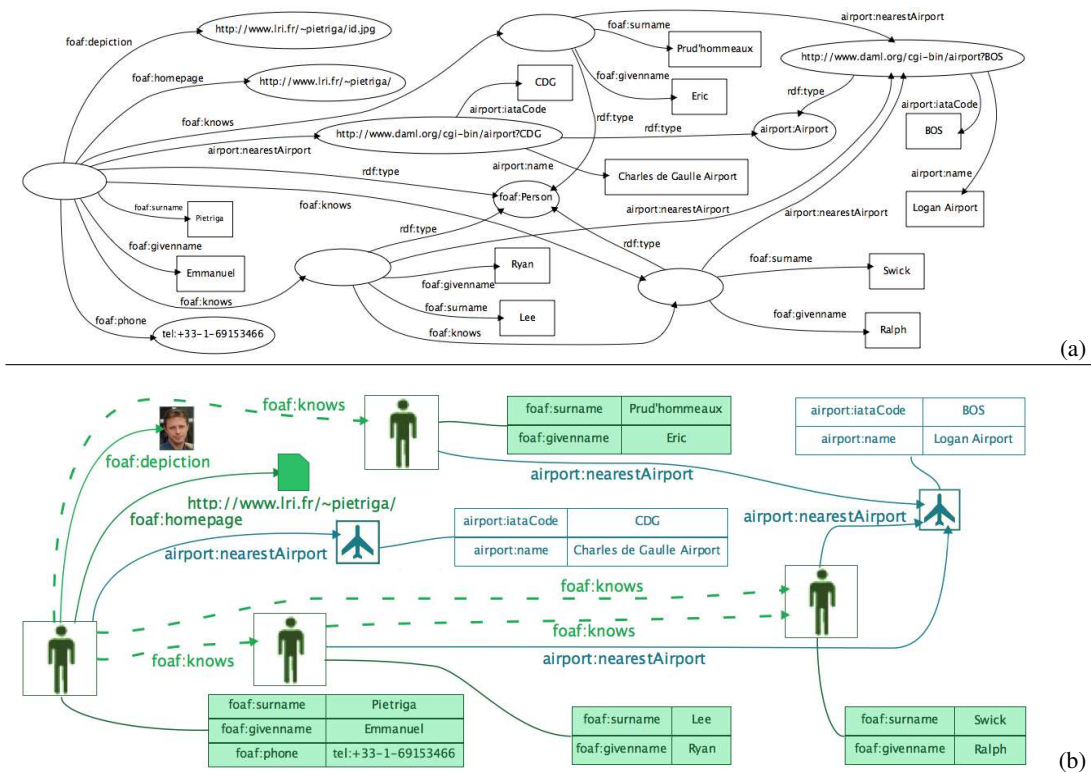 foaf:surname
airport:nearestAirport
foaf:depiction
http://www.lri.fr/~pietriga/id.jpg
Prud'hommeaux
http://www.daml.org/cgi-bin/airport?BOS
foaf:homepage
http://www.lri.fr/~pietriga/
CDG
foaf:givenname
Eric
rdf:type
airport:iataCode
airport:iataCode
foaf:knows
rdf:type
BOS
http://www.daml.org/cgi-bin/airport?CDG
rdf:type
airport:Airport
airport:nearestAirport
airport:name
Charles de Gaulle Airport
airport:name
rdf:type
foaf:Person
foaf:surname
Pietriga
foaf:knows
airport:nearestAirport
airport:nearestAirport
Logan Airport
rdf:type
rdf:type
foaf:givenname
Emmanuel
Ryan
foaf:givenname
foaf:surname
Swick
foaf:knows
foaf:surname
Lee
foaf:phone
foaf:knows
foaf:givenname
Ralph
tel:+33-1-69153466
(a)
foaf:knows
foaf:surname Prud'hommeaux
foaf:givenname Eric
airport:iataCode BOS
airport:name Logan Airport
foaf:depiction
airport:nearestAirport
http://www.lri.fr/~pietriga/
foaf:homepage
airport:nearestAirport
airport:iataCode CDG
airport:name Charles de Gaulle Airport
airport:nearestAirport
foaf:knows
foaf:knows
foaf:knows
airport:nearestAirport
foaf:surname Pietriga
foaf:givenname Emmanuel
foaf:phone tel:+33-1-69153466
foaf:surname Lee
foaf:givenname Ryan
foaf:surname Swick
foaf:givenname Ralph
(b)